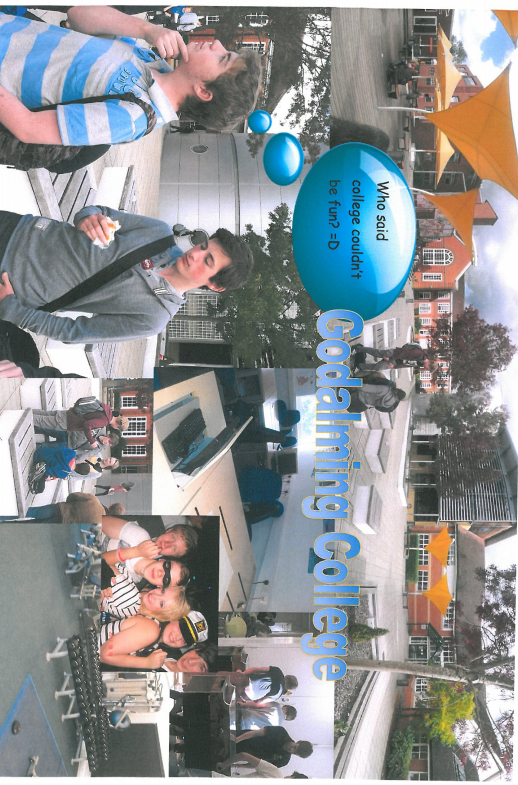 Who said
college couldn't
be fun? =D
Godalming College